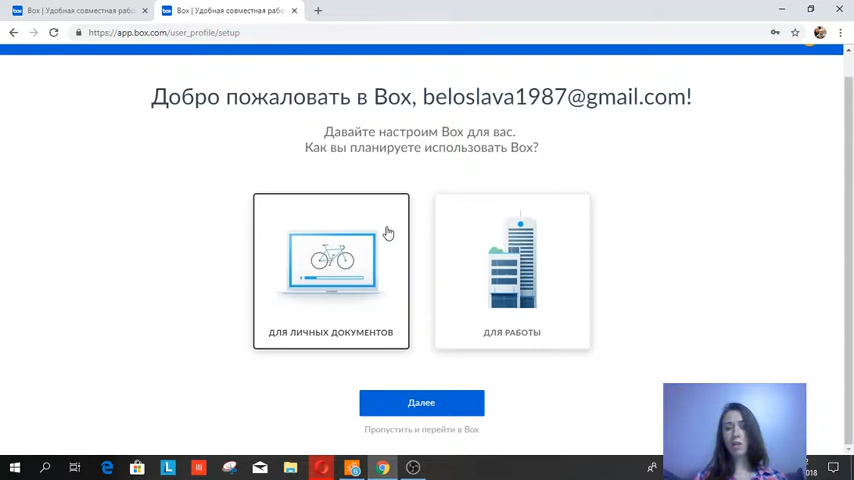 Box | Удобная совместная рабо
Box | Удобная совместная рабо
https://app.box.com/user_profile/setup
Добро пожаловать в Box, beloslava1987@gmail.com!
Давайте настроим Box для вас.
Как вы планируете использовать Box?
ДЛЯ ЛИЧНЫХ ДОКУМЕНТОВ
ДЛЯ РАБОТЫ
Далее
Пропустить и перейти в Box